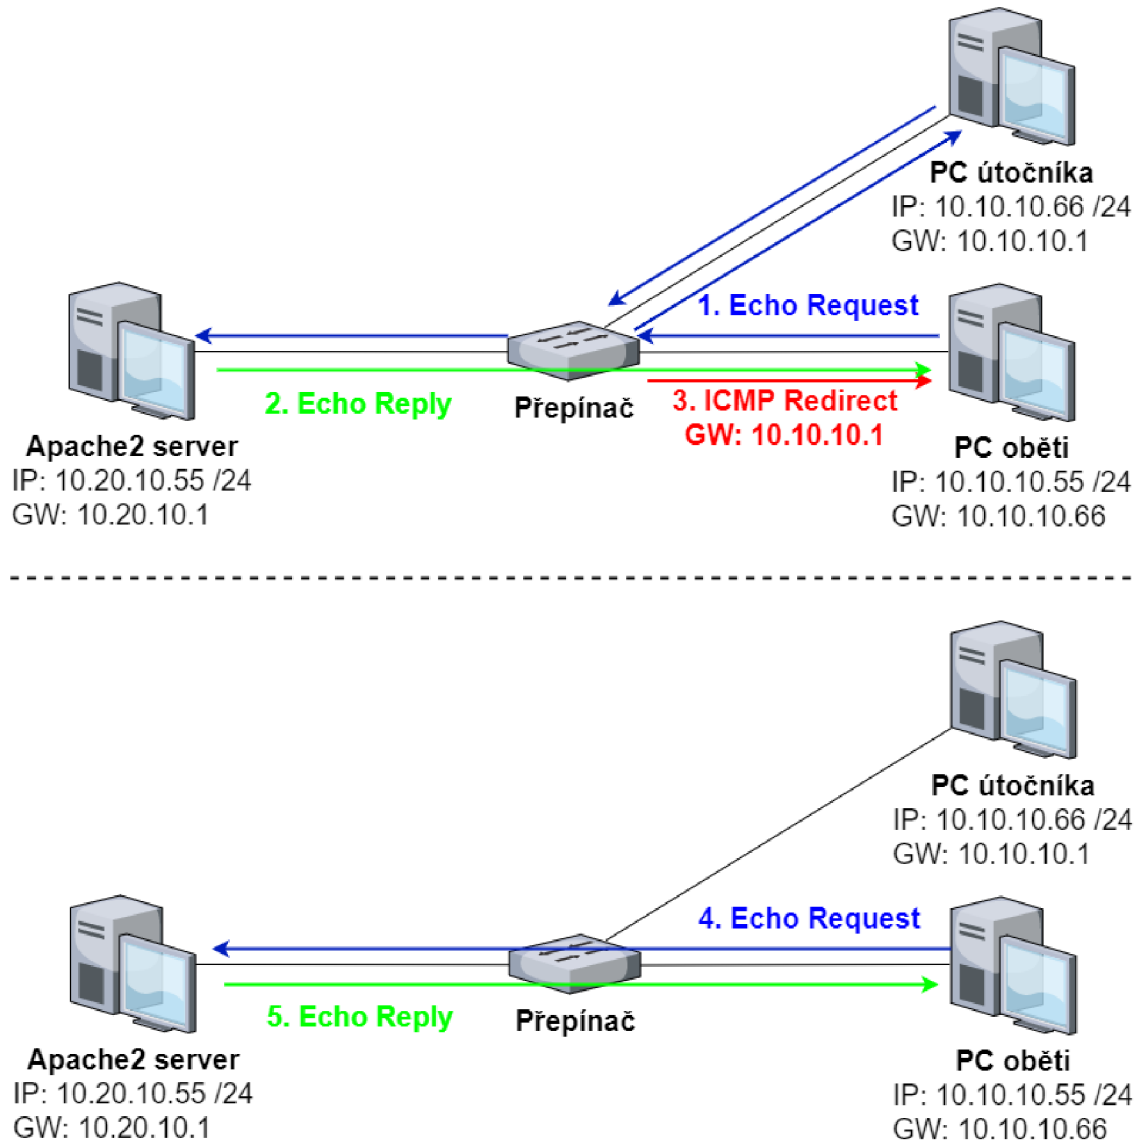 PC útočníka
IP: 10.10.10.66 /24
GW: 10.10.10.1
1. Echo Request
2. Echo Reply
Přepínač
3. ICMP Redirect
GW: 10.10.10.1
Apache2 server
IP: 10.20.10.55 /24
GW: 10.20.10.1
PC oběti
IP: 10.10.10.55 /24
GW: 10.10.10.66
PC útočníka
IP: 10.10.10.66 /24
GW: 10.10.10.1
4. Echo Request
5. Echo Reply
Přepínač
Apache2 server
IP: 10.20.10.55 /24
GW: 10.20.10.1
PC oběti
IP: 10.10.10.55 /24
GW: 10.10.10.66